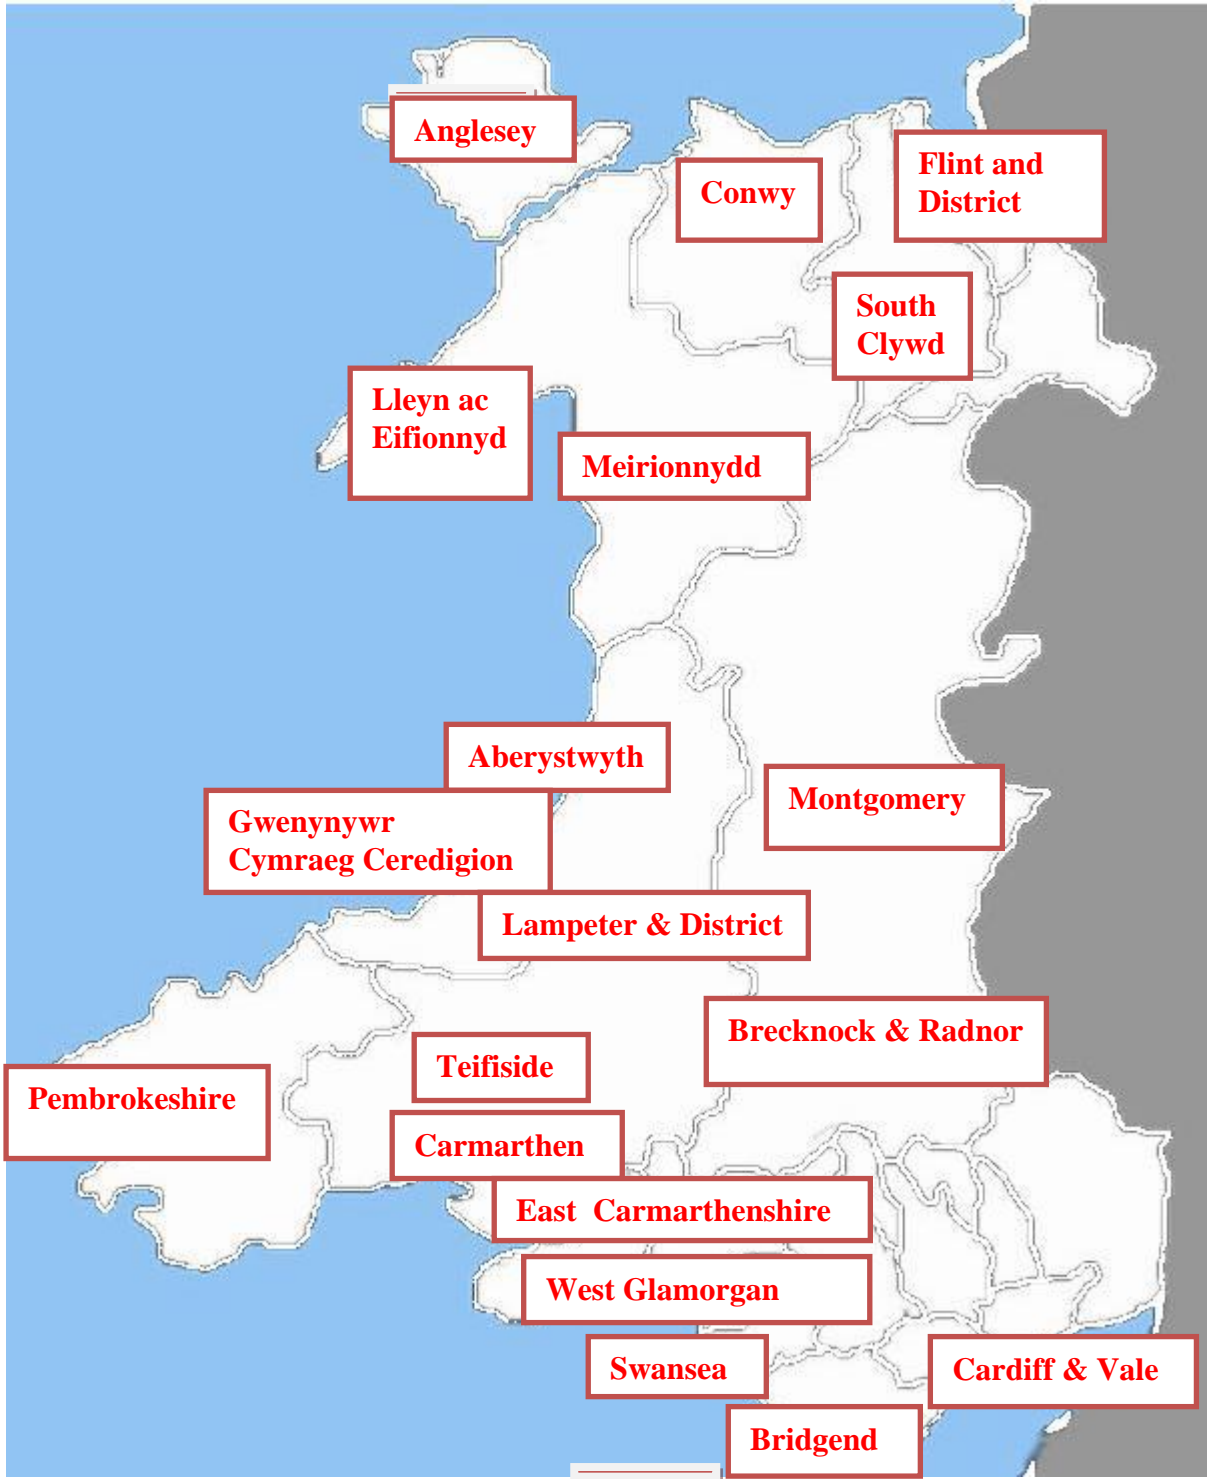 Anglesey
Conwy
Flint and
District
South
Clywd
Lleyn ac
Eifionnyd
Meirionnydd
Aberystwyth
Montgomery
Gwenynywr
Cymraeg Ceredigion
Lampeter & District
Brecknock & Radnor
Teifiside
Pembrokeshire
Carmarthen
East Carmarthenshire
West Glamorgan
Swansea
Cardiff & Vale
Bridgend